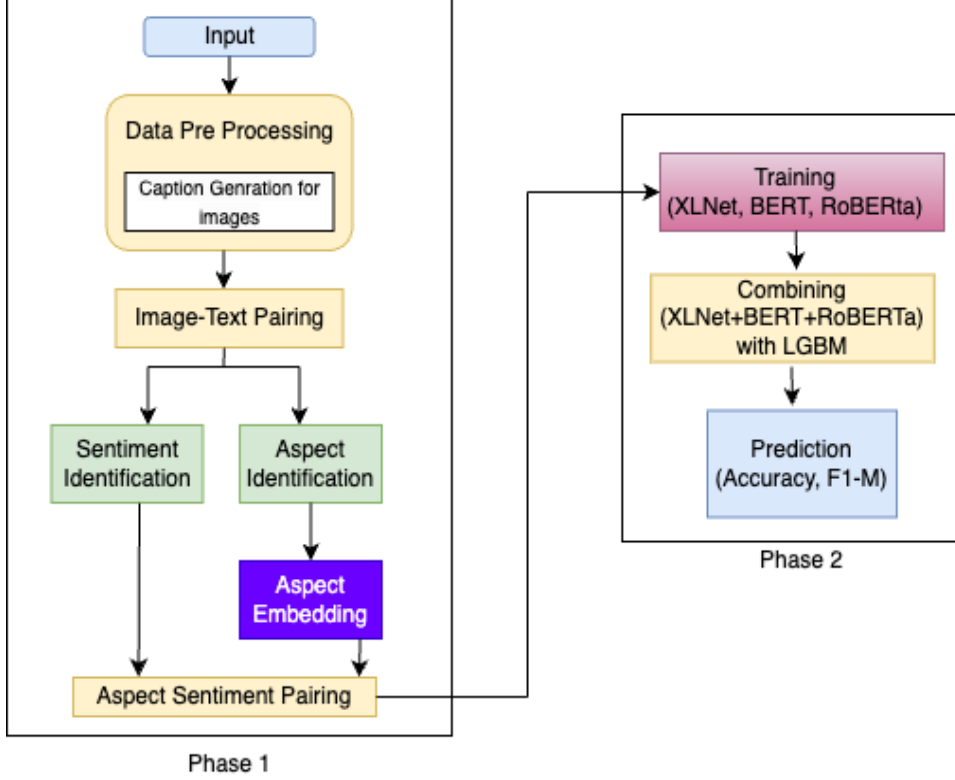 Input
Data Pre Processing
Caption Genration for
images
Image-Text Pairing
Sentiment
Identification
Aspect
Identification
Aspect
Embedding
Aspect Sentiment Pairing
Phase 1
Training
(XLNet, BERT, RoBERta)
Combining
(XLNet+BERT+RoBERTa)
with LGBM
Prediction
(Accuracy, F1-M)
Phase 2